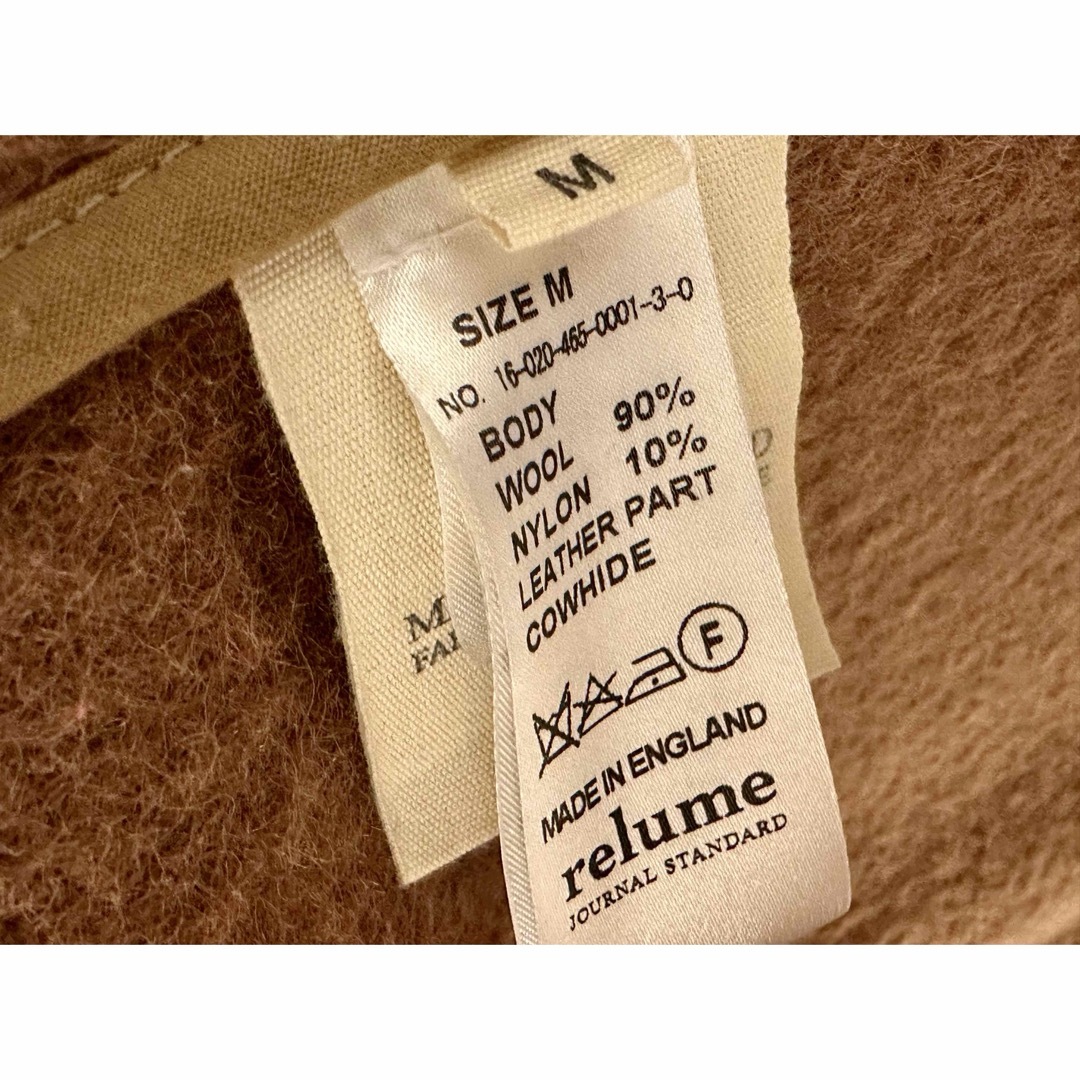 M
SIZE M
NO. 16-020-465-0001-3-0
BODY
WOOL 90%
NYLON 10%
LEATHER PART
COWHIDE
F
MADE IN ENGLAND
relume
JOURNAL STANDARD